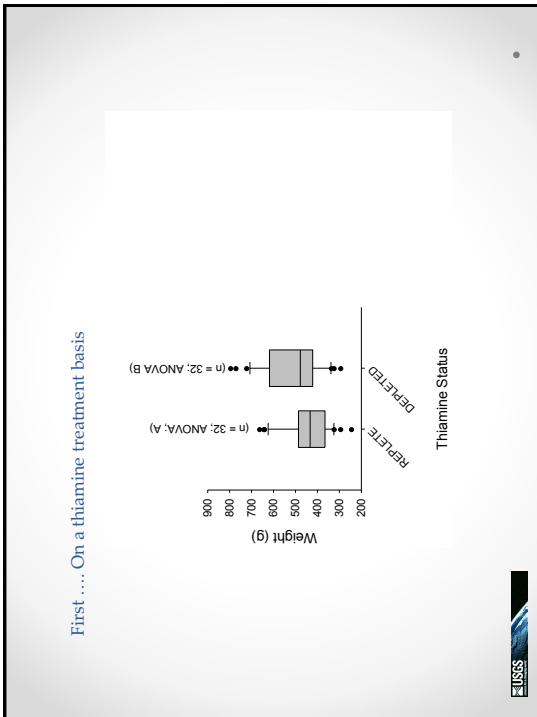 First …. On a thiamine treatment basis
(n = 32; ANOVA; A)
(n = 32; ANOVA B)
900
800
700
600
500
400
300
200
Weight (g)
REPLETE
DEPLETED
Thiamine Status
USGS